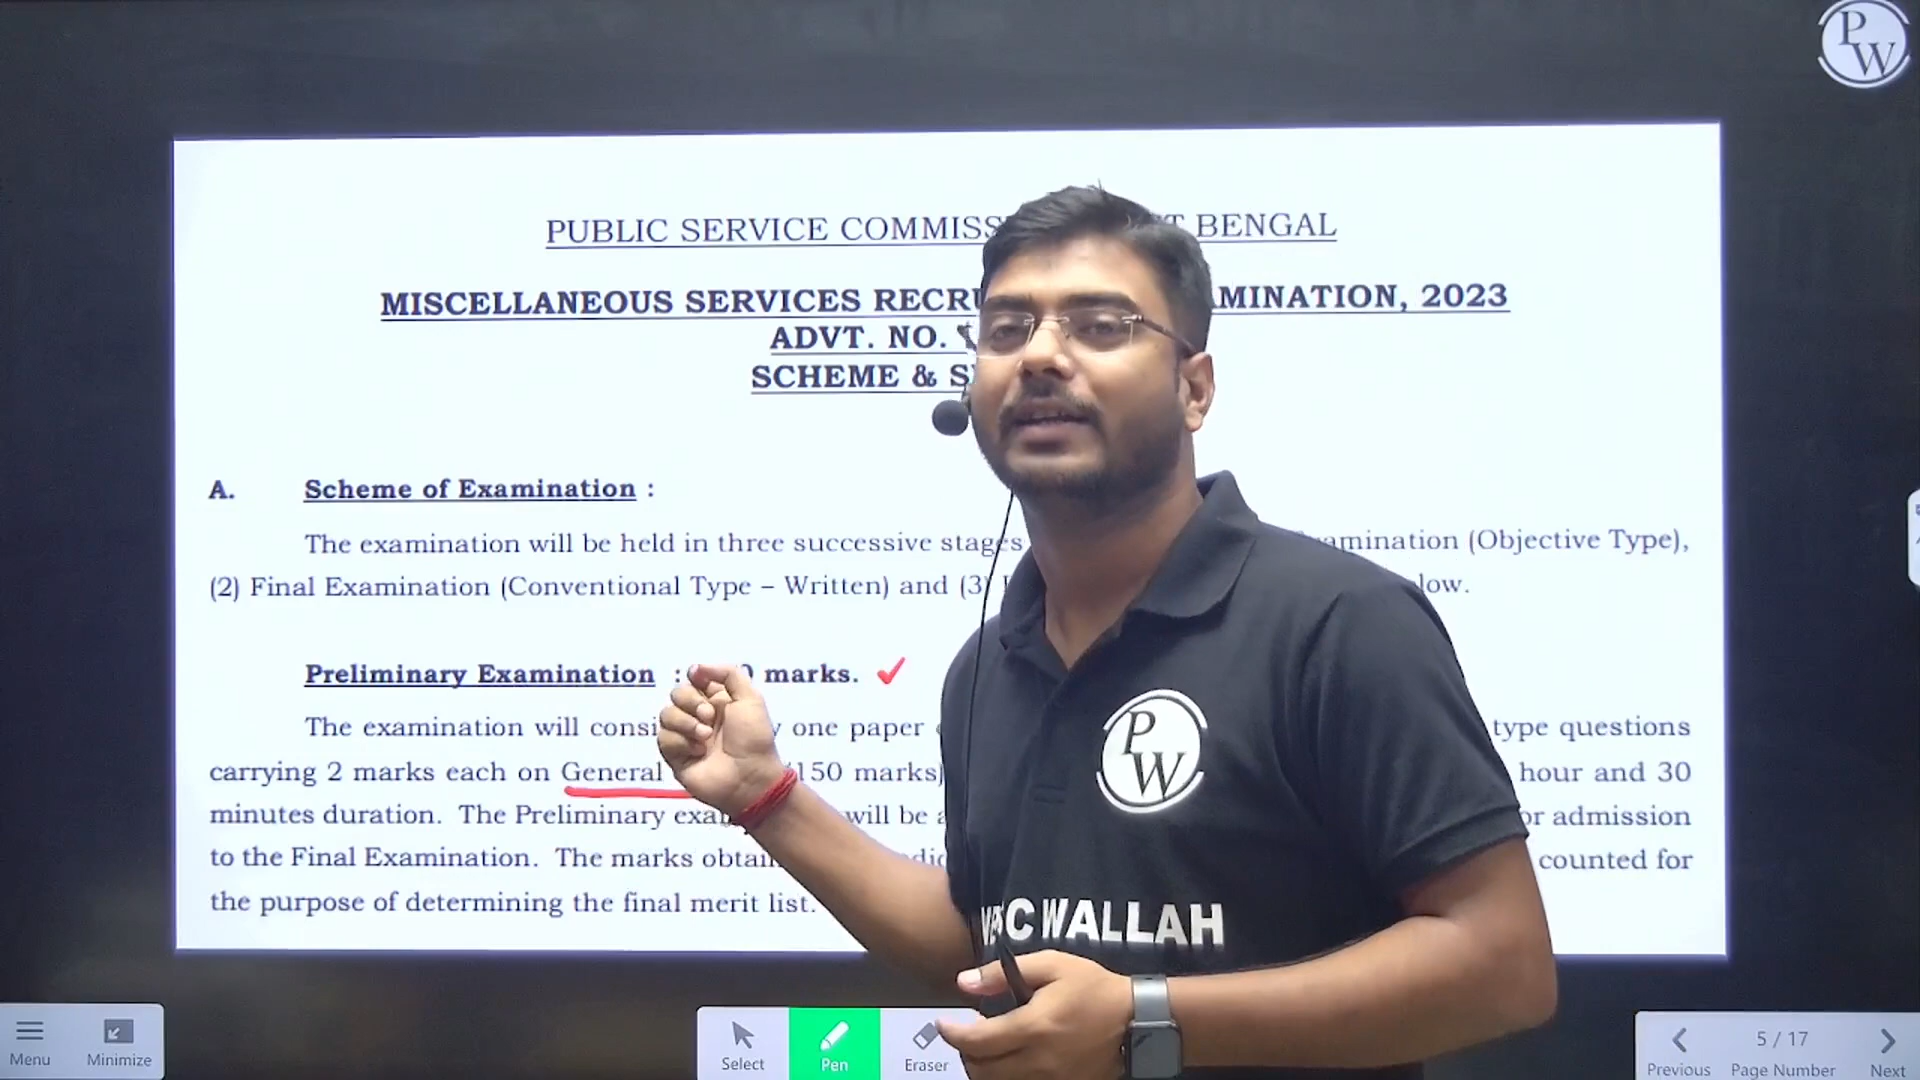 P
W
PUBLIC SERVICE COMMISS T BENGAL
MISCELLANEOUS SERVICES RECRU MINATION, 2023
ADVT. NO.
SCHEME & S
A. Scheme of Examination :
The examination will be held in three successive stages amination (Objective Type),
(2) Final Examination (Conventional Type – Written) and (3) low.
Preliminary Examination : 0 marks. ✓
The examination will consi y one paper type questions
carrying 2 marks each on General 150 marks) hour and 30
minutes duration. The Preliminary exa will be a or admission
to the Final Examination. The marks obtain dic counted for
the purpose of determining the final merit list.
P
W
WALLAH
Menu
Minimize
Select
Pen
Eraser
5 / 17
Previous
Page Number
Next